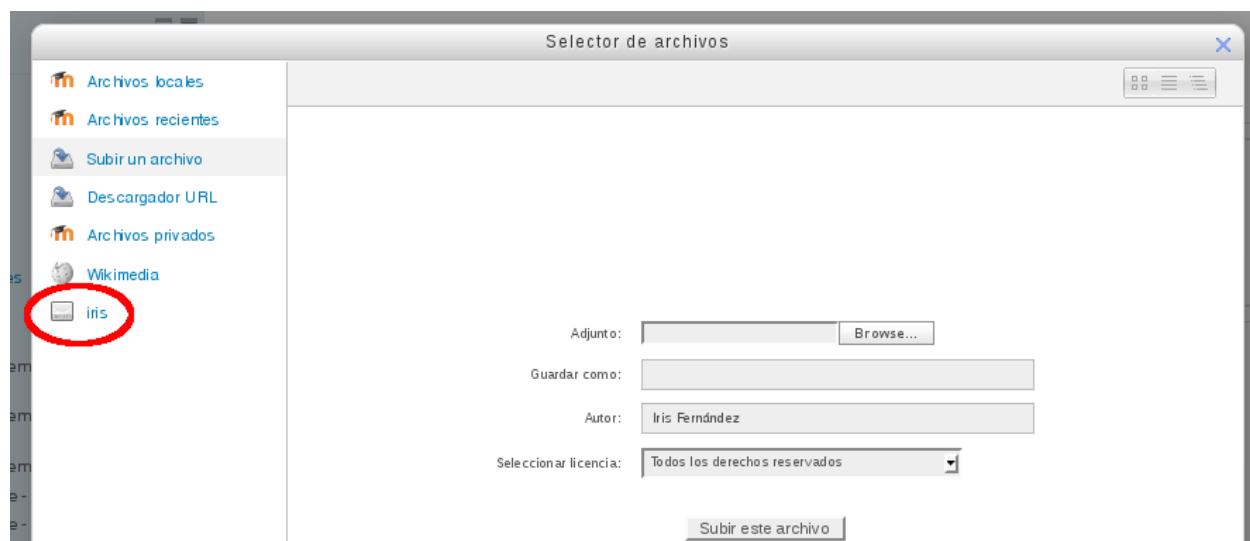 Selector de archivos
Archivos locales
Archivos recientes
Subir un archivo
Descargador URL
Archivos privados
Wikimedia
iris
Adjunto:
Browse...
Guardar como:
Autor:
Iris Fernández
Seleccionar licencia:
Todos los derechos reservados
Subir este archivo